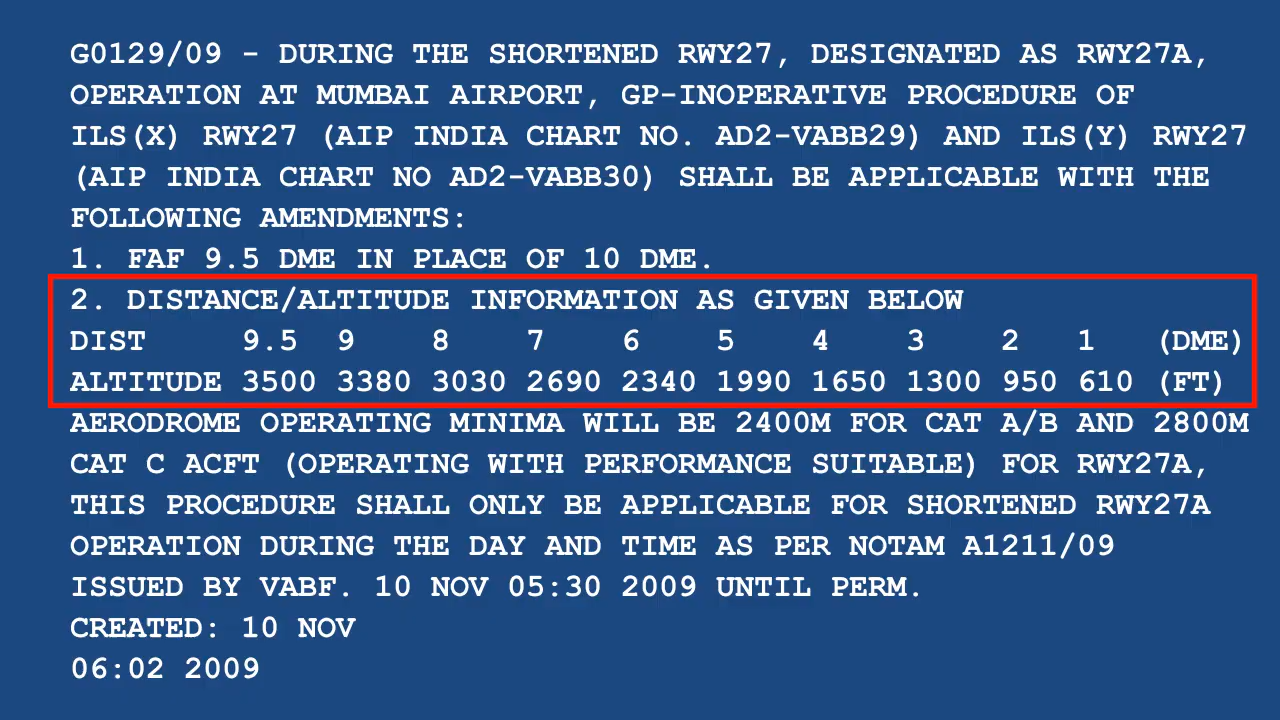 G0129/09 - DURING THE SHORTENED RWY27, DESIGNATED AS RWY27A,
OPERATION AT MUMBAI AIRPORT, GP-INOPERATIVE PROCEDURE OF
ILS(X) RWY27 (AIP INDIA CHART NO. AD2-VABB29) AND ILS(Y) RWY27
(AIP INDIA CHART NO AD2-VABB30) SHALL BE APPLICABLE WITH THE
FOLLOWING AMENDMENTS:
1. FAF 9.5 DME IN PLACE OF 10 DME.
2. DISTANCE/ALTITUDE INFORMATION AS GIVEN BELOW
DIST 9.5 9 8 7 6 5 4 3 2 1 (DME)
ALTITUDE 3500 3380 3030 2690 2340 1990 1650 1300 950 610 (FT)
AERODROME OPERATING MINIMA WILL BE 2400M FOR CAT A/B AND 2800M
CAT C ACFT (OPERATING WITH PERFORMANCE SUITABLE) FOR RWY27A,
THIS PROCEDURE SHALL ONLY BE APPLICABLE FOR SHORTENED RWY27A
OPERATION DURING THE DAY AND TIME AS PER NOTAM A1211/09
ISSUED BY VABF. 10 NOV 05:30 2009 UNTIL PERM.
CREATED: 10 NOV
06:02 2009